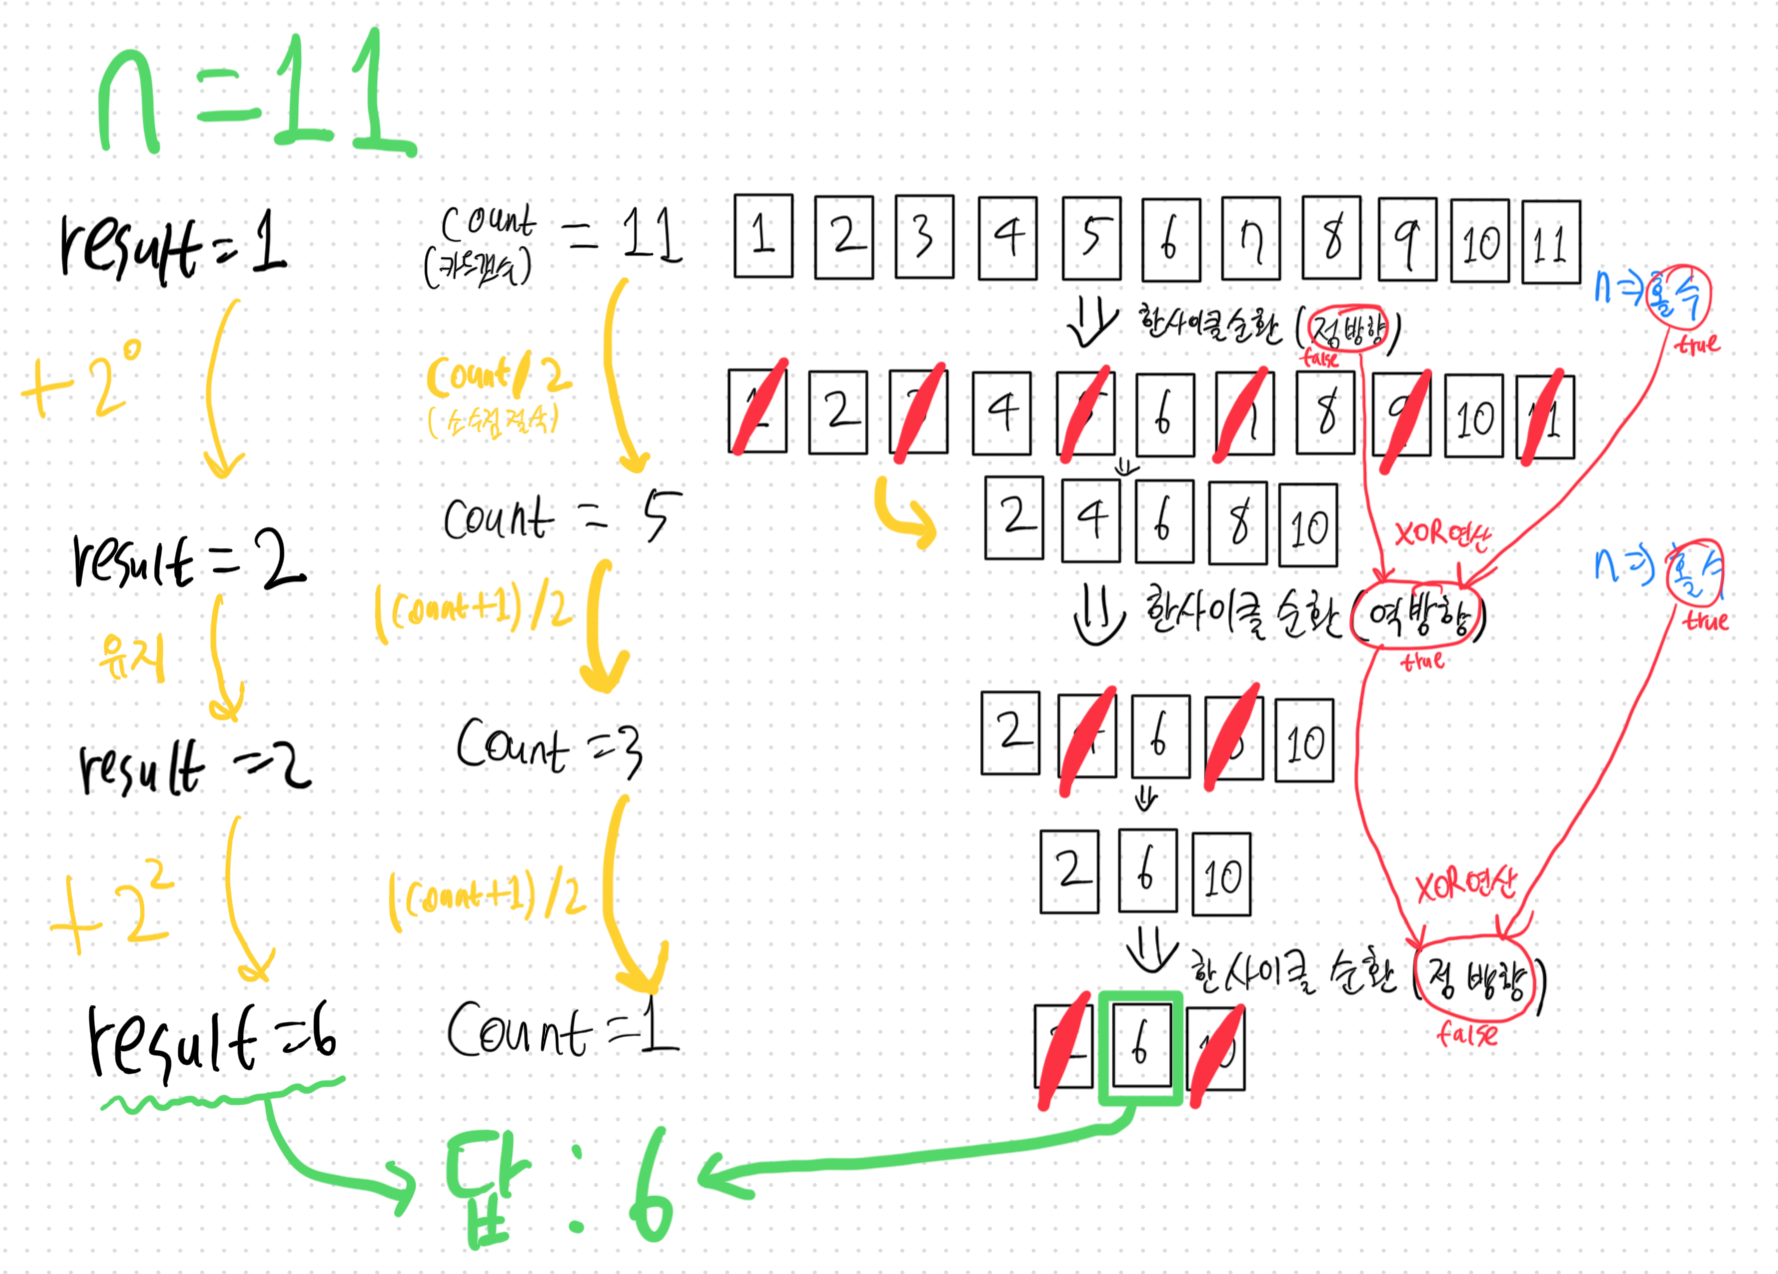 n=11
result=1
count = 11
(카드갯수)
1 2 3 4 5 6 7 8 9 10 11
n⇒홀수
true
⇓ 한사이클순환 (정방향)
false
+2⁰
count/2
(소수점절삭)
1 2 3 4 5 6 7 8 9 10 11
2 4 6 8 10
result=2
count = 5
XOR연산
n⇒홀수
true
⇓ 한사이클 순환 (역방향)
true
유지
(count+1)/2
2 4 6 8 10
result=2
count=3
2 6 10
+2²
(count+1)/2
XOR연산
⇓ 한사이클 순환 (정방향)
false
result=6
count=1
2 6 10
답:6